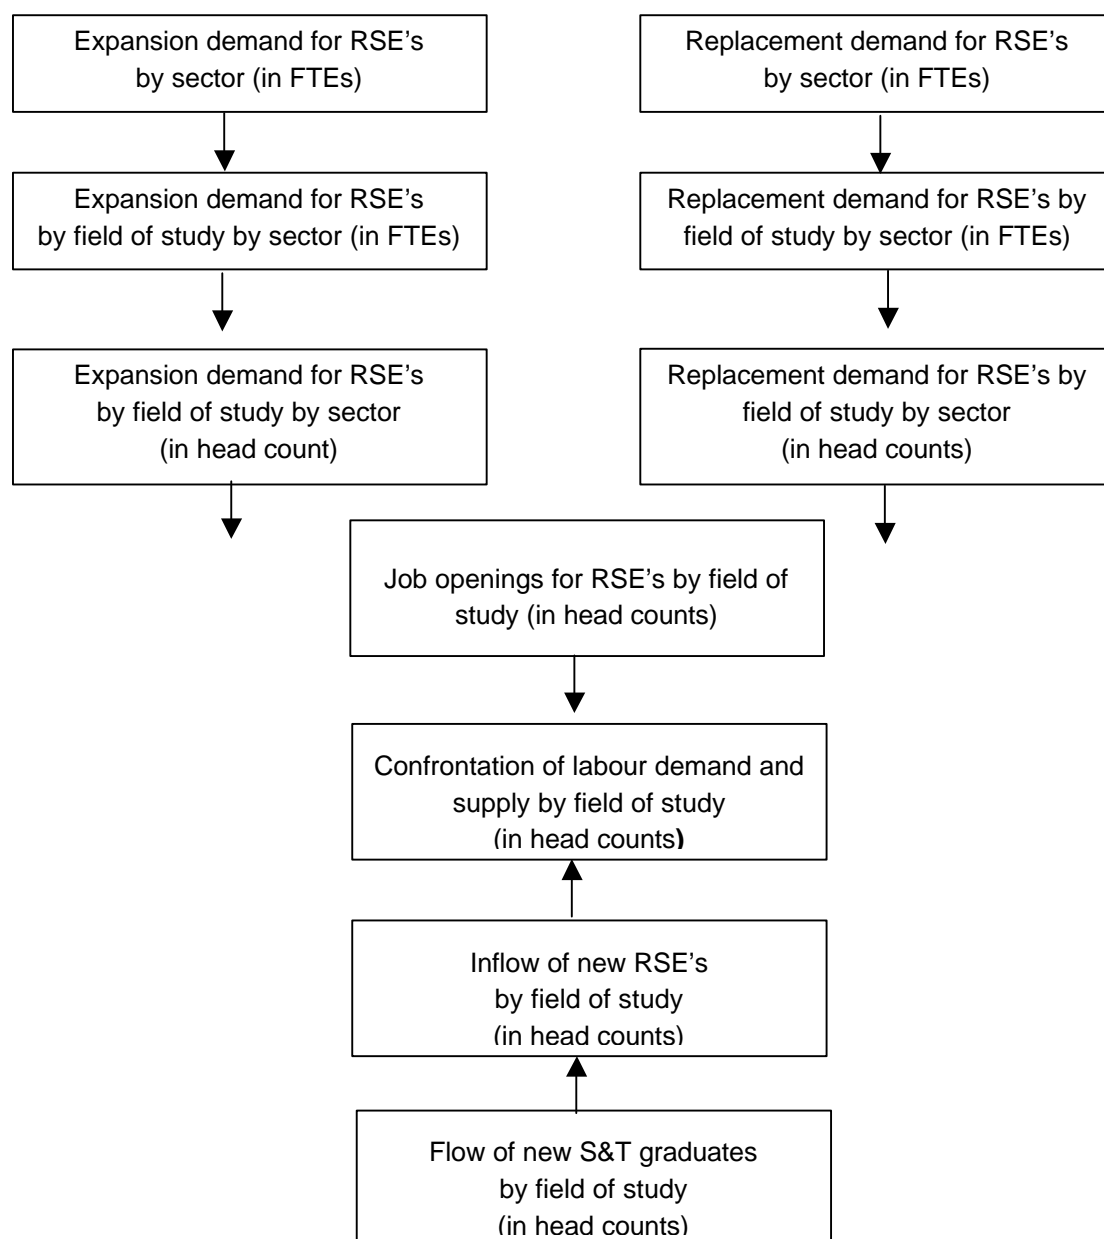 Expansion demand for RSE’s
by sector (in FTEs)
Replacement demand for RSE’s
by sector (in FTEs)
Expansion demand for RSE’s
by field of study by sector (in FTEs)
Replacement demand for RSE’s by
field of study by sector (in FTEs)
Expansion demand for RSE’s
by field of study by sector
(in head count)
Replacement demand for RSE’s by
field of study by sector
(in head counts)
Job openings for RSE’s by field of
study (in head counts)
Confrontation of labour demand and
supply by field of study
(in head counts)
Inflow of new RSE’s
by field of study
(in head counts)
Flow of new S&T graduates
by field of study
(in head counts)